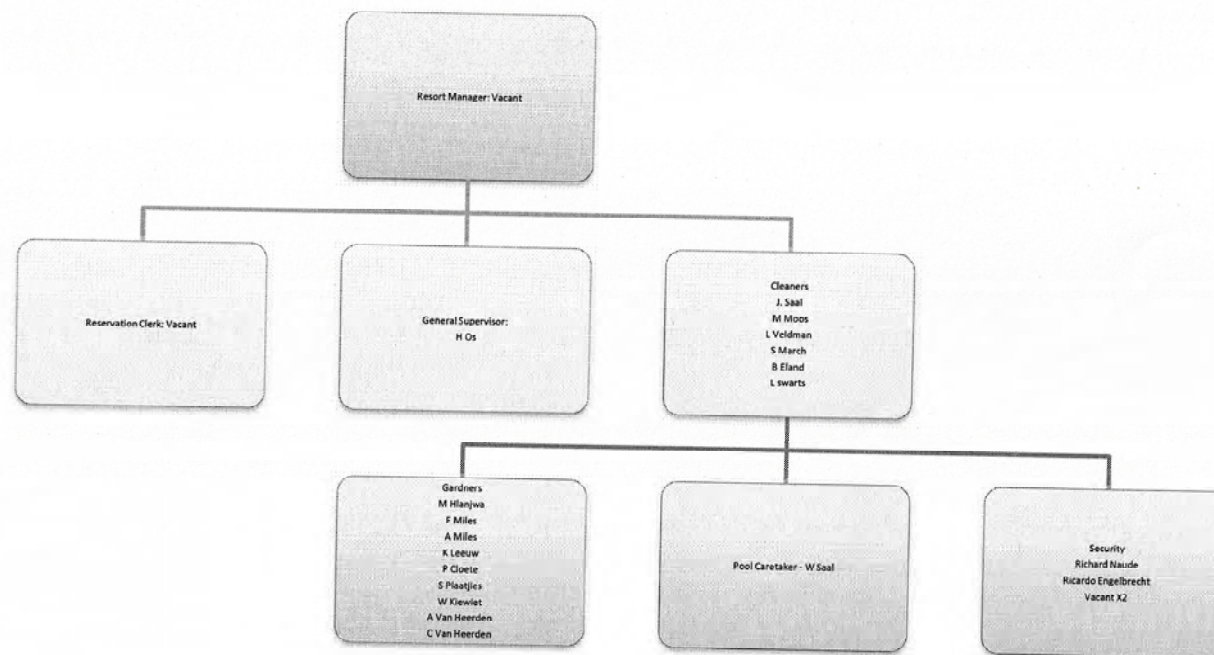 Resort Manager: Vacant
Reservation Clerk: Vacant
General Supervisor:
H Os
Cleaners
J. Saal
M Moos
L Veldman
S March
B Eland
L swarts
Gardners
M Hlanjwa
F Miles
A Miles
K Leeuw
P Cloete
S Plaatjies
W Kiewiet
A Van Heerden
C Van Heerden
Pool Caretaker - W Saal
Security
Richard Naude
Ricardo Engelbrecht
Vacant X2